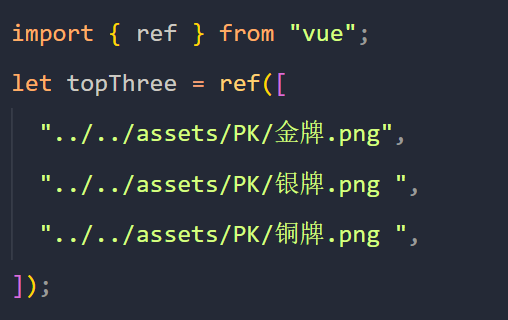 import { ref } from "vue";
let topThree = ref([
"../../assets/PK/金牌.png",
"../../assets/PK/银牌.png ",
"../../assets/PK/铜牌.png ",
]);